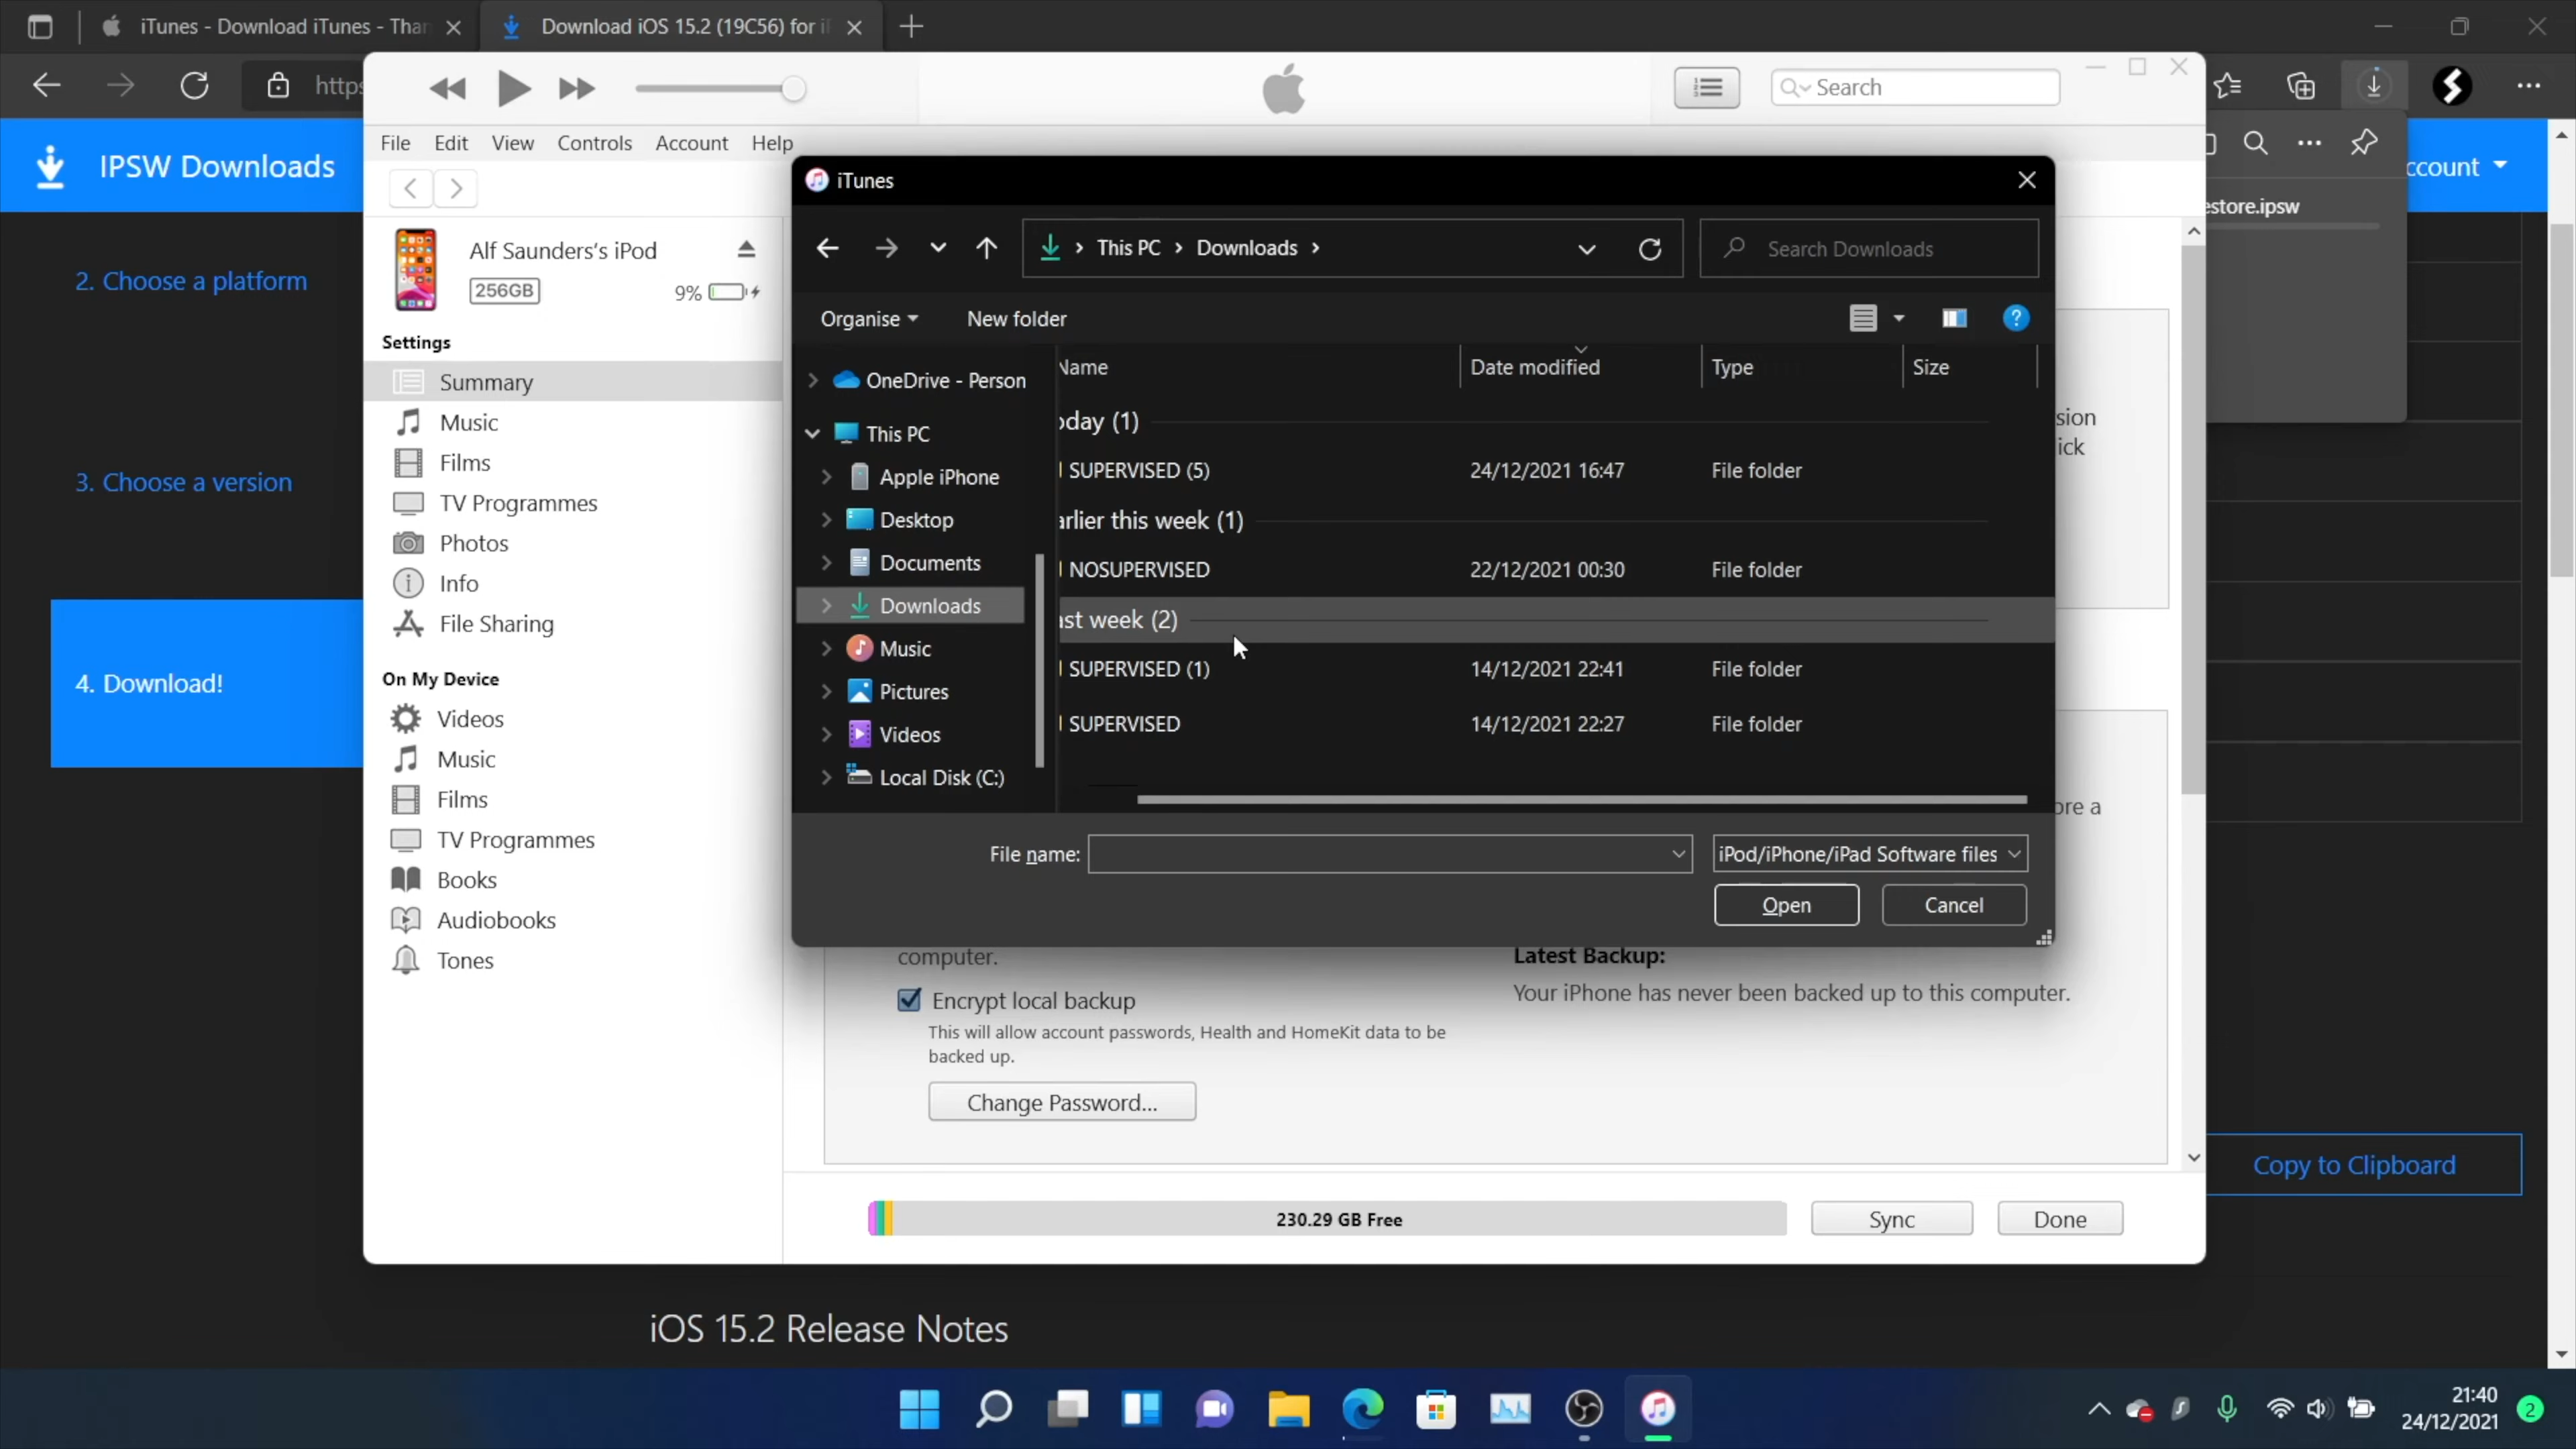 iTunes - Download iTunes - Than
Download iOS 15.2 (19C56) for i
https
Search
File Edit View Controls Account Help
IPSW Downloads
ccount
estore.ipsw
2. Choose a platform
3. Choose a version
4. Download!
Alf Saunders's iPod
256GB
9%
Settings
Summary
Music
Films
TV Programmes
Photos
Info
File Sharing
On My Device
Videos
Music
Films
TV Programmes
Books
Audiobooks
Tones
iTunes
This PC Downloads
Search Downloads
Organise New folder
OneDrive - Person
This PC
Apple iPhone
Desktop
Documents
Downloads
Music
Pictures
Videos
Local Disk (C:)
Name Date modified Type Size
oday (1)
SUPERVISED (5) 24/12/2021 16:47 File folder
arlier this week (1)
NOSUPERVISED 22/12/2021 00:30 File folder
ast week (2)
SUPERVISED (1) 14/12/2021 22:41 File folder
SUPERVISED 14/12/2021 22:27 File folder
File name: iPod/iPhone/iPad Software files
Open Cancel
sion
ick
ore a
computer.
Encrypt local backup
This will allow account passwords, Health and HomeKit data to be
backed up.
Change Password...
Latest Backup:
Your iPhone has never been backed up to this computer.
230.29 GB Free
Sync Done
Copy to Clipboard
iOS 15.2 Release Notes
21:40
24/12/2021
2